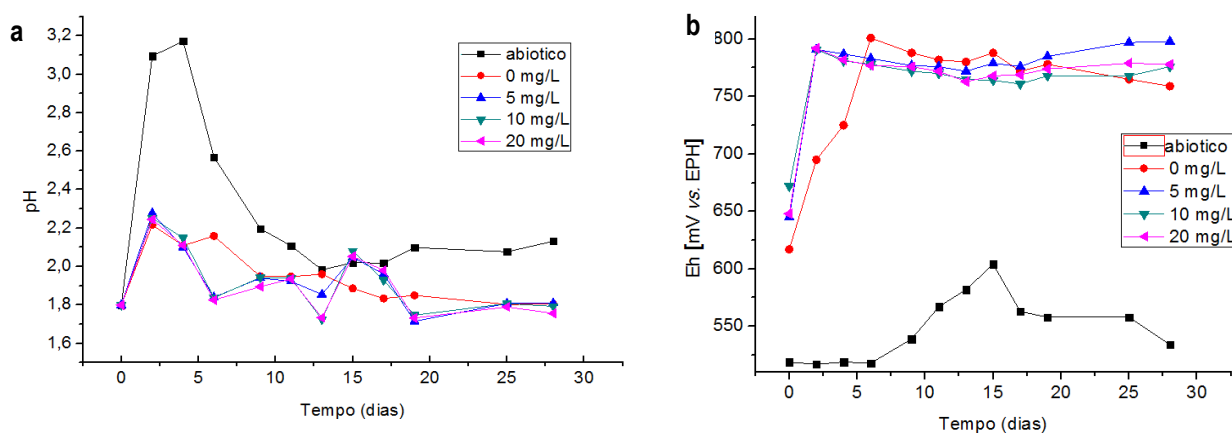 a
3,2
3,0
2,8
2,6
2,4
2,2
2,0
1,8
1,6
pH
0
5
10
15
20
25
30
Tempo (dias)
abiotico
0 mg/L
5 mg/L
10 mg/L
20 mg/L
b
800
750
700
650
600
550
Eh [mV vs. EPH]
0
5
10
15
20
25
30
Tempo (dias)
abiotico
0 mg/L
5 mg/L
10 mg/L
20 mg/L